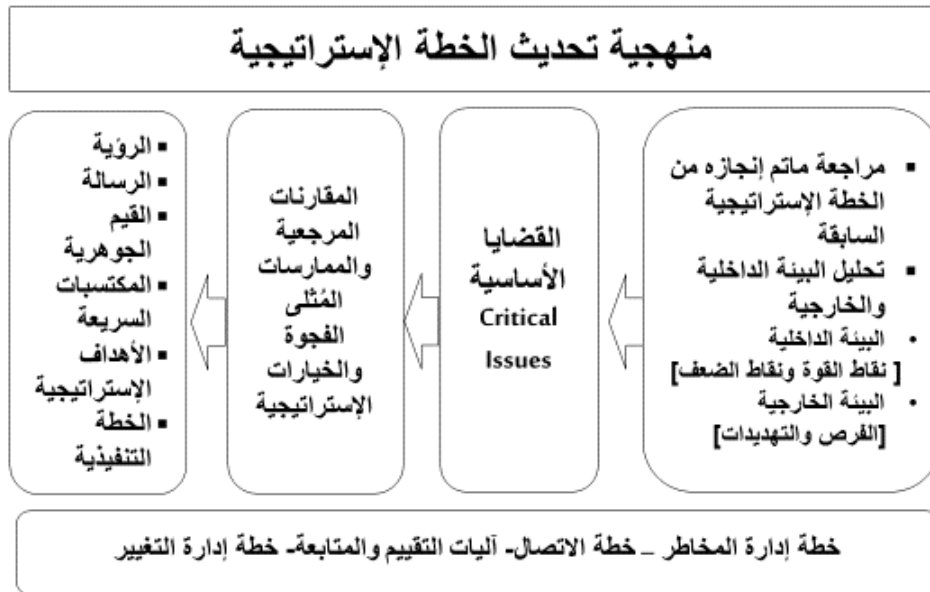 منهجية تحديث الخطة الإستراتيجية
▪ مراجعة ماتم إنجازه من
الخطة الإستراتيجية
السابقة
▪ تحليل البيئة الداخلية
والخارجية
• البيئة الداخلية
[ نقاط القوة ونقاط الضعف]
• البيئة الخارجية
[الفرص والتهديدات]
القضايا
الأساسية
Critical
Issues
المقارنات
المرجعية
والممارسات
المُثلى
الفجوة
والخيارات
الإستراتيجية
▪ الرؤية
▪ الرسالة
▪ القيم
الجوهرية
▪ المكتسبات
السريعة
▪ الأهداف
الإستراتيجية
▪ الخطة
التنفيذية
خطة إدارة المخاطر – خطة الاتصال- آليات التقييم والمتابعة- خطة إدارة التغيير